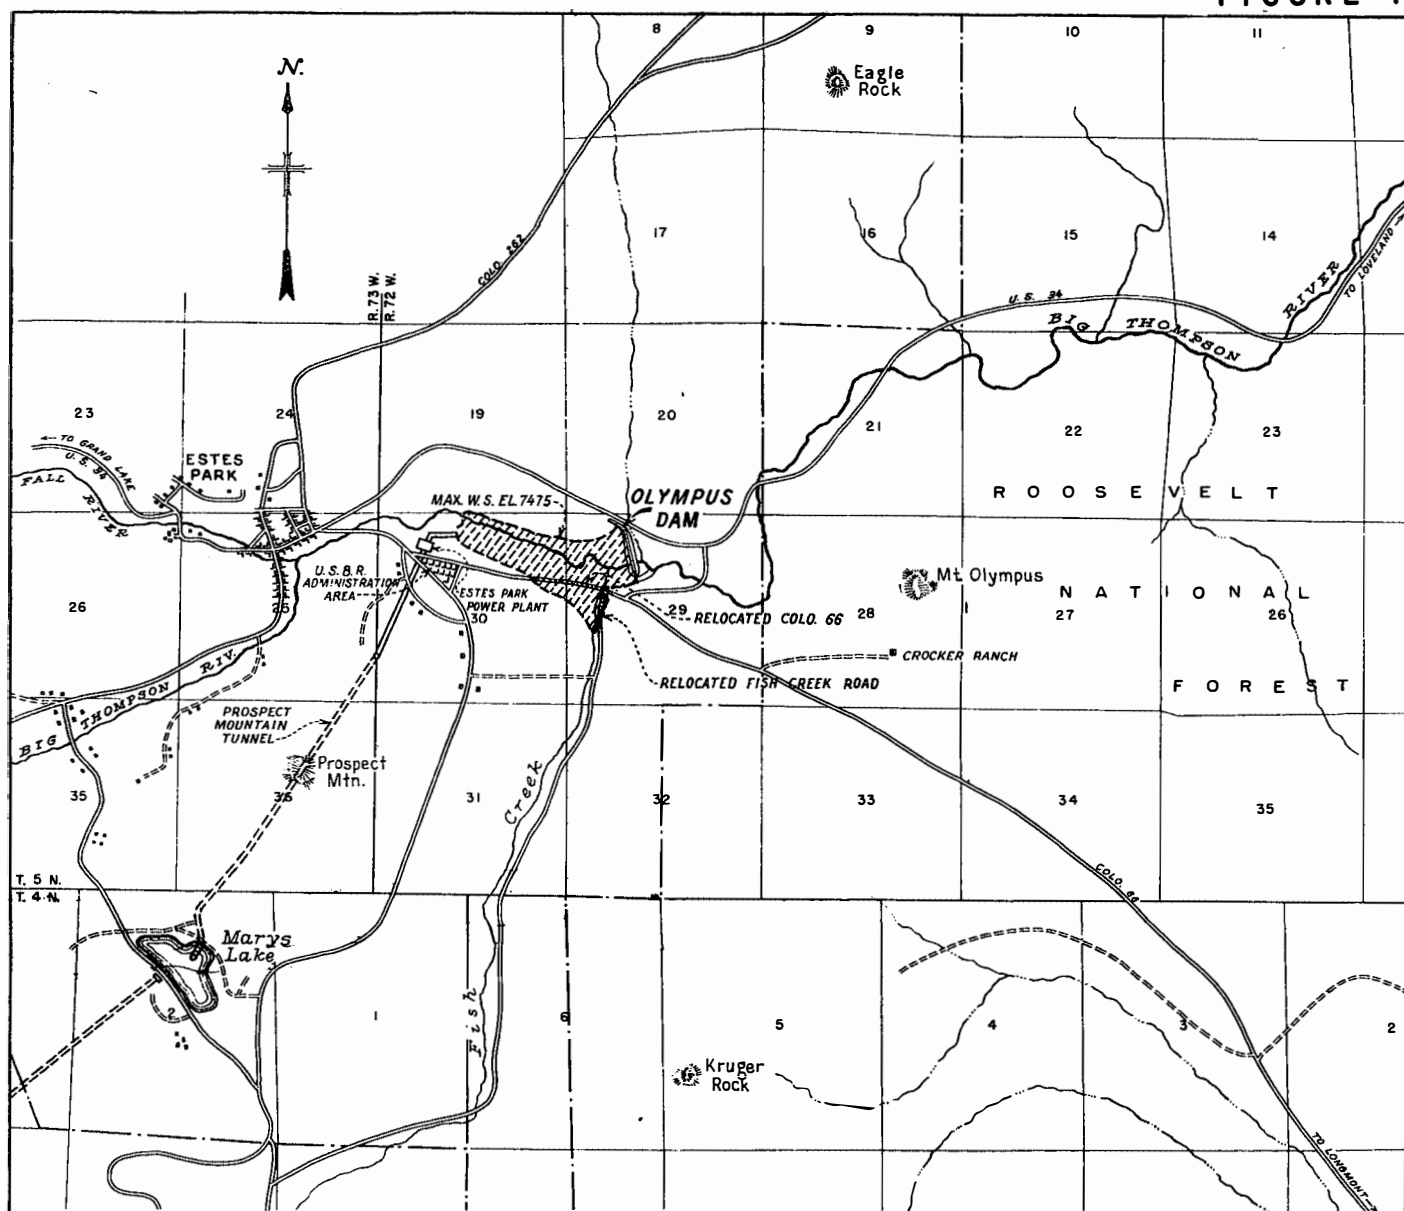 8
9
10
11
N.
Eagle
Rock
17
16
15
14
COLO. 262
R. 73 W.
R. 72 W.
U.S. 34
BIG THOMPSON RIVER
TO LOVELAND
23
24
19
20
21
22
23
TO GRAND LAKE
U.S. 34
FALL RIVER
ESTES
PARK
MAX. W.S. EL. 7475
OLYMPUS
DAM
ROOSEVELT
U.S.B.R.
ADMINISTRATION
AREA
ESTES PARK
POWER PLANT
Mt. Olympus
NATIONAL
26
25
30
29
28
27
26
RELOCATED COLO. 66
CROCKER RANCH
RELOCATED FISH CREEK ROAD
FOREST
BIG THOMPSON RIV.
PROSPECT
MOUNTAIN
TUNNEL
Prospect
Mtn.
35
36
31
32
33
34
35
Fish Creek
COLO. 66
T. 5 N.
T. 4 N.
Marys
Lake
2
1
6
5
4
3
2
Kruger
Rock
TO LONGMONT